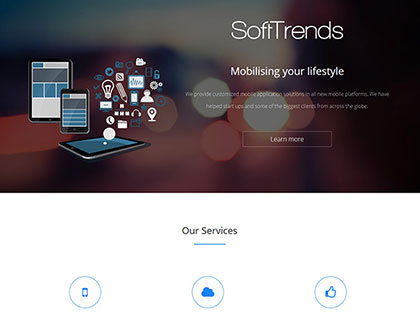 SoftTrends
Mobilising your lifestyle
We provide customized mobile application solutions in all new mobile platforms. We have
helped start-ups and some of the biggest clients from across the globe.
Learn more
Our Services